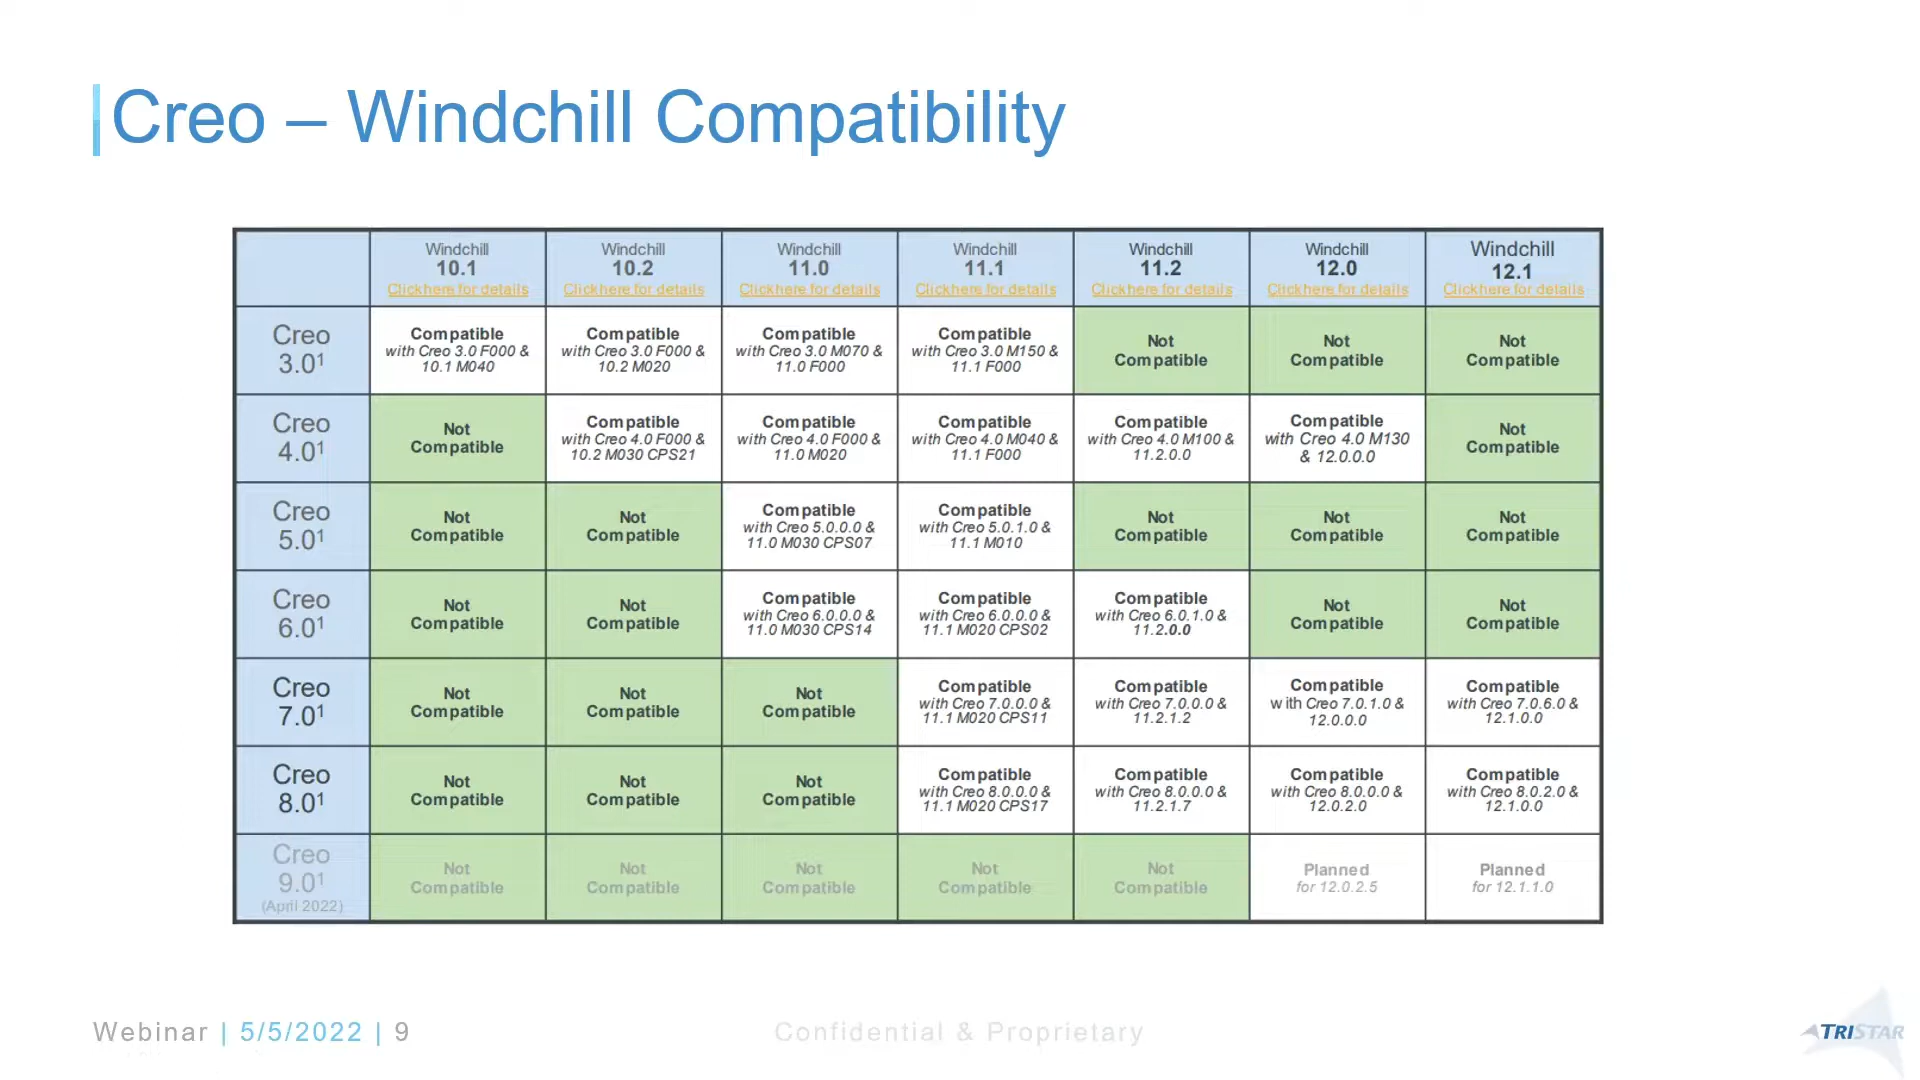 Creo – Windchill Compatibility
Windchill
10.1
Clickhere for details
Windchill
10.2
Clickhere for details
Windchill
11.0
Clickhere for details
Windchill
11.1
Clickhere for details
Windchill
11.2
Clickhere for details
Windchill
12.0
Clickhere for details
Windchill
12.1
Clickhere for details
Creo
3.0¹
Compatible
with Creo 3.0 F000 &
10.1 M040
Compatible
with Creo 3.0 F000 &
10.2 M020
Compatible
with Creo 3.0 M070 &
11.0 F000
Compatible
with Creo 3.0 M150 &
11.1 F000
Not
Compatible
Not
Compatible
Not
Compatible
Creo
4.0¹
Not
Compatible
Compatible
with Creo 4.0 F000 &
10.2 M030 CPS21
Compatible
with Creo 4.0 F000 &
11.0 M020
Compatible
with Creo 4.0 M040 &
11.1 F000
Compatible
with Creo 4.0 M100 &
11.2.0.0
Compatible
with Creo 4.0 M130
& 12.0.0.0
Not
Compatible
Creo
5.0¹
Not
Compatible
Not
Compatible
Compatible
with Creo 5.0.0.0 &
11.0 M030 CPS07
Compatible
with Creo 5.0.1.0 &
11.1 M010
Not
Compatible
Not
Compatible
Not
Compatible
Creo
6.0¹
Not
Compatible
Not
Compatible
Compatible
with Creo 6.0.0.0 &
11.0 M030 CPS14
Compatible
with Creo 6.0.0.0 &
11.1 M020 CPS02
Compatible
with Creo 6.0.1.0 &
11.2.0.0
Not
Compatible
Not
Compatible
Creo
7.0¹
Not
Compatible
Not
Compatible
Not
Compatible
Compatible
with Creo 7.0.0.0 &
11.1 M020 CPS11
Compatible
with Creo 7.0.0.0 &
11.2.1.2
Compatible
with Creo 7.0.1.0 &
12.0.0.0
Compatible
with Creo 7.0.6.0 &
12.1.0.0
Creo
8.0¹
Not
Compatible
Not
Compatible
Not
Compatible
Compatible
with Creo 8.0.0.0 &
11.1 M020 CPS17
Compatible
with Creo 8.0.0.0 &
11.2.1.7
Compatible
with Creo 8.0.0.0 &
12.0.2.0
Compatible
with Creo 8.0.2.0 &
12.1.0.0
Creo
9.0¹
(April 2022)
Not
Compatible
Not
Compatible
Not
Compatible
Not
Compatible
Not
Compatible
Planned
for 12.0.2.5
Planned
for 12.1.1.0
Webinar | 5/5/2022 | 9
Confidential & Proprietary
TRISTAR